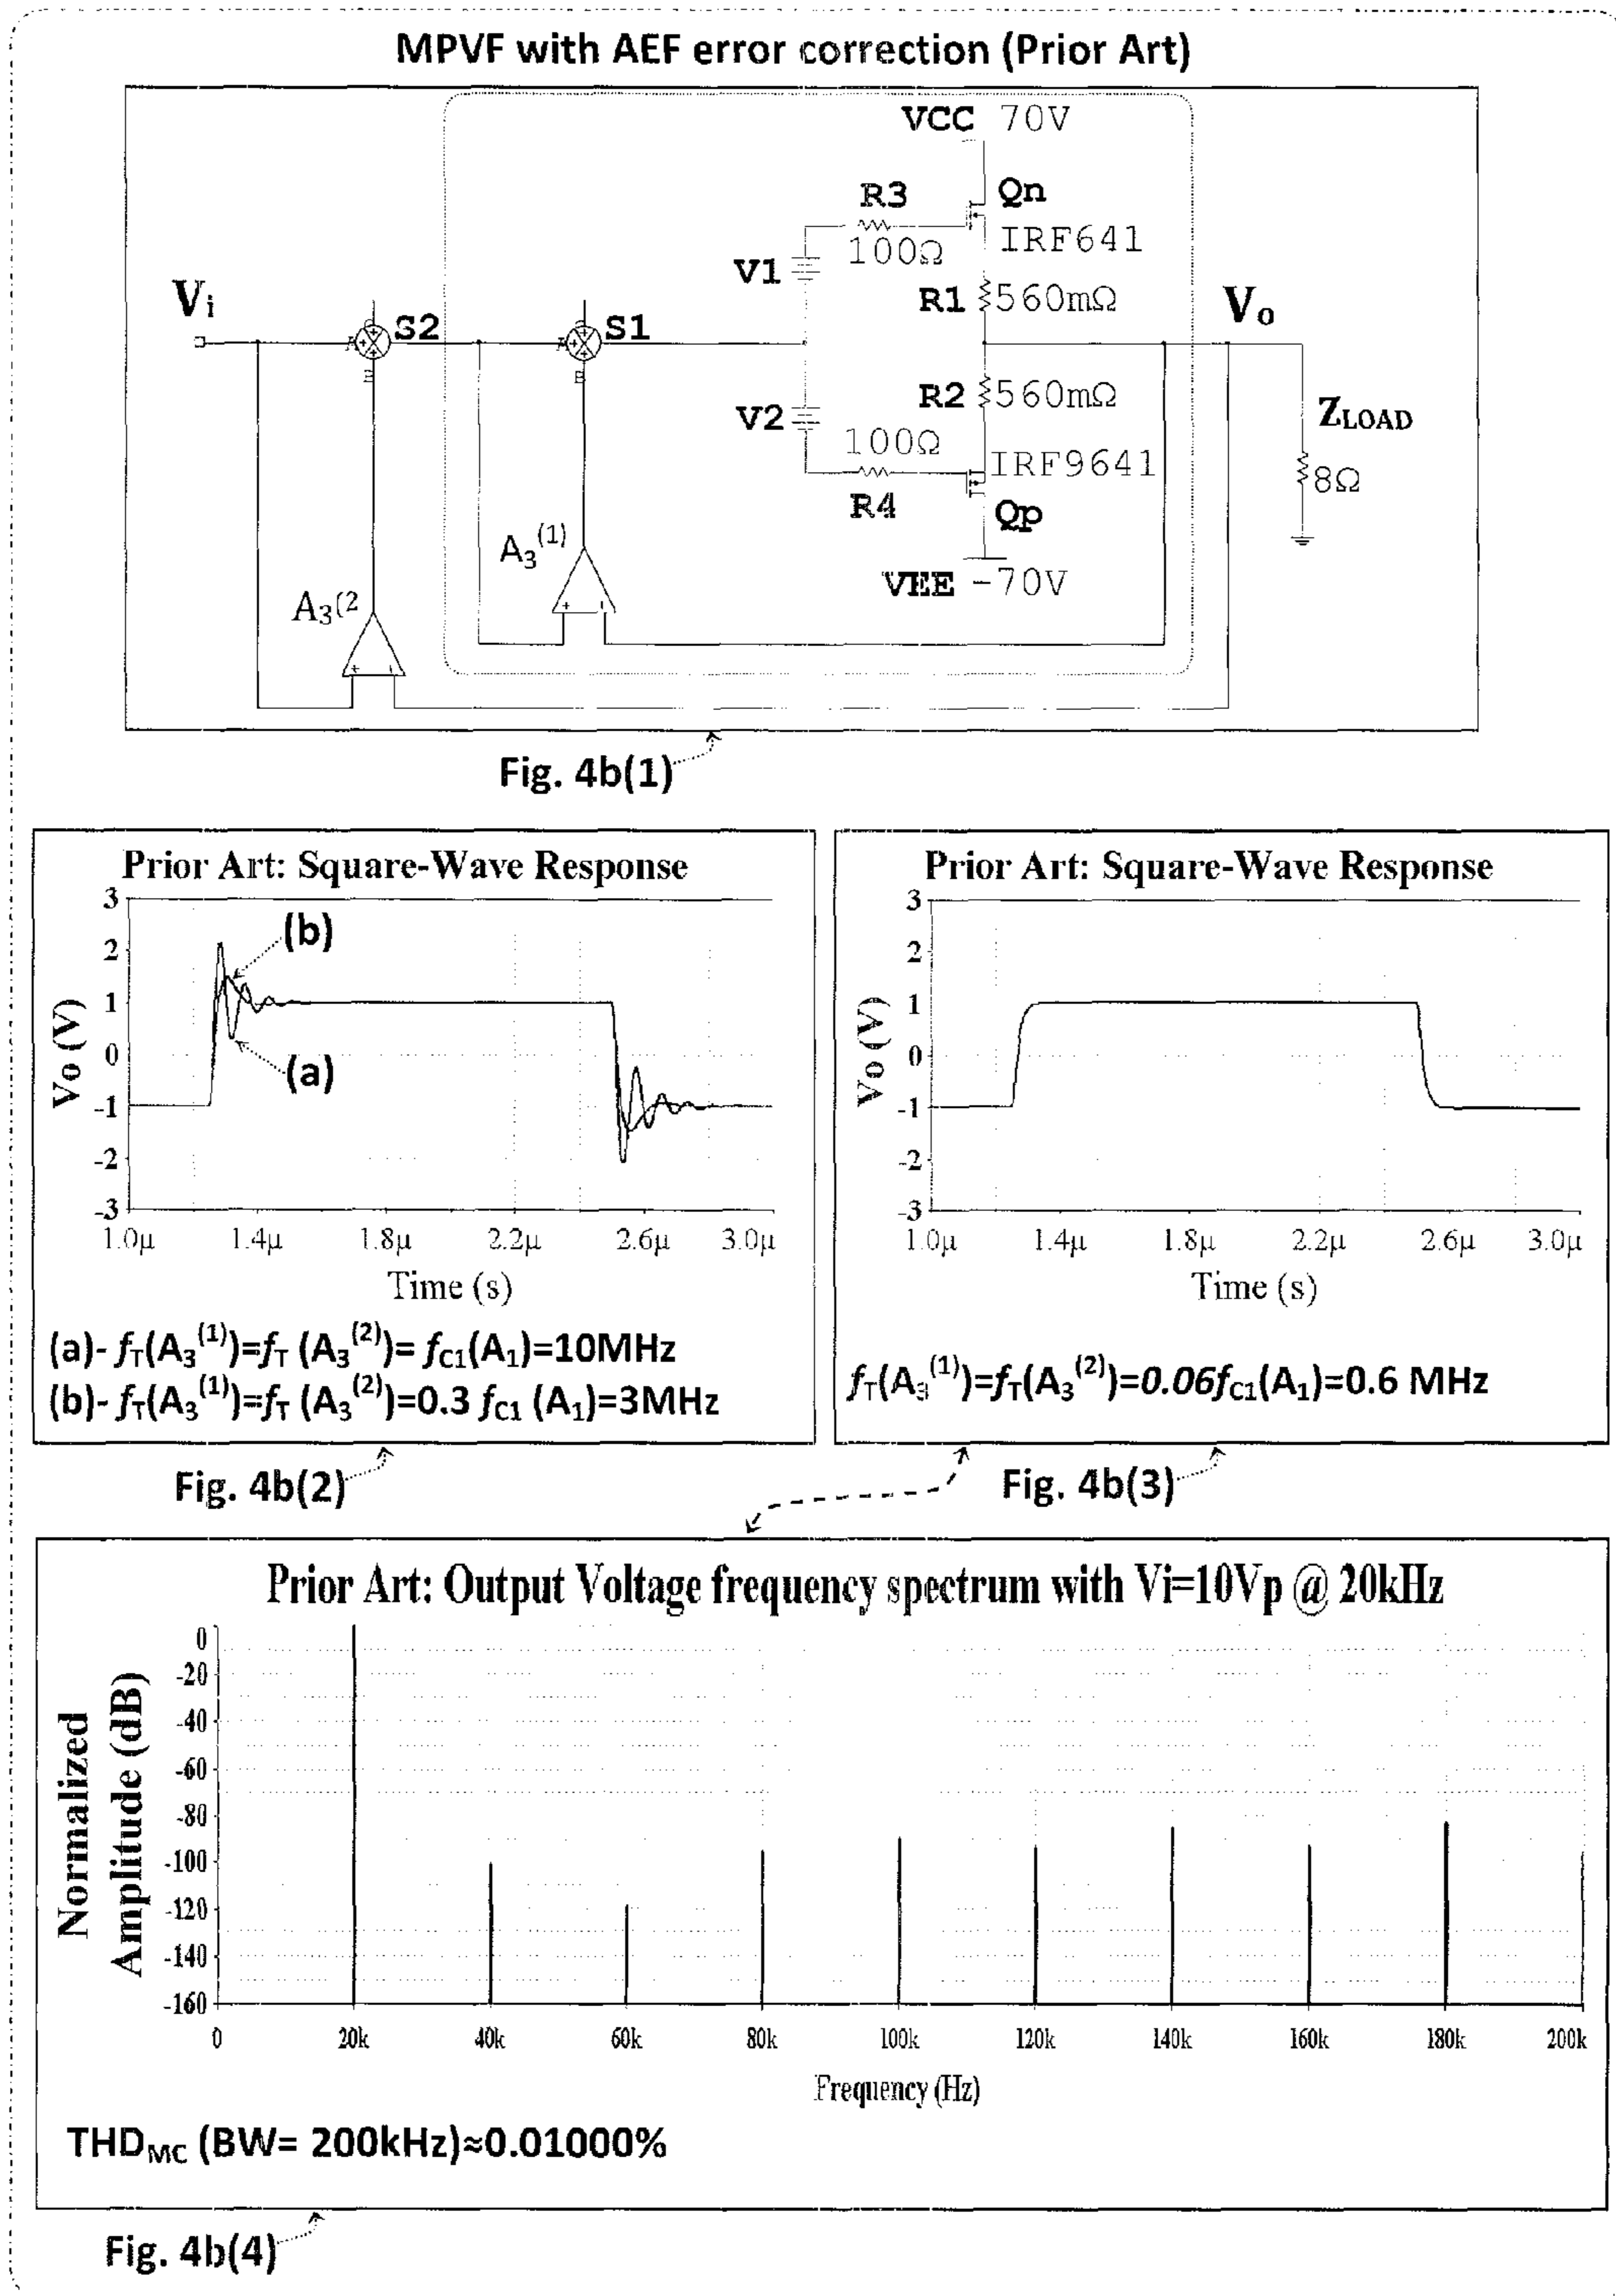 MPVF with AEF error correction (Prior Art)
VCC 70V
R3
Qn
100Ω
IRF641
V1
R1 560mΩ
Vi
Vo
S2
S1
R2 560mΩ
V2
ZLOAD
100Ω
IRF9641
8Ω
R4
Qp
A3(1)
VEE -70V
A3(2
Fig. 4b(1)
Prior Art: Square-Wave Response
3
2
1
0
-1
-2
-3
Vo (V)
(b)
(a)
1.0µ 1.4µ 1.8µ 2.2µ 2.6µ 3.0µ
Time (s)
(a)- fT(A3(1))=fT (A3(2))= fC1(A1)=10MHz
(b)- fT(A3(1))=fT (A3(2))=0.3 fC1 (A1)=3MHz
Fig. 4b(2)
Prior Art: Square-Wave Response
3
2
1
0
-1
-2
-3
Vo (V)
1.0µ 1.4µ 1.8µ 2.2µ 2.6µ 3.0µ
Time (s)
fT(A3(1))=fT(A3(2))=0.06fC1(A1)=0.6 MHz
Fig. 4b(3)
Prior Art: Output Voltage frequency spectrum with Vi=10Vp @ 20kHz
Normalized
Amplitude (dB)
0
-20
-40
-60
-80
-100
-120
-140
-160
0 20k 40k 60k 80k 100k 120k 140k 160k 180k 200k
Frequency (Hz)
THDMC (BW= 200kHz)≈0.01000%
Fig. 4b(4)